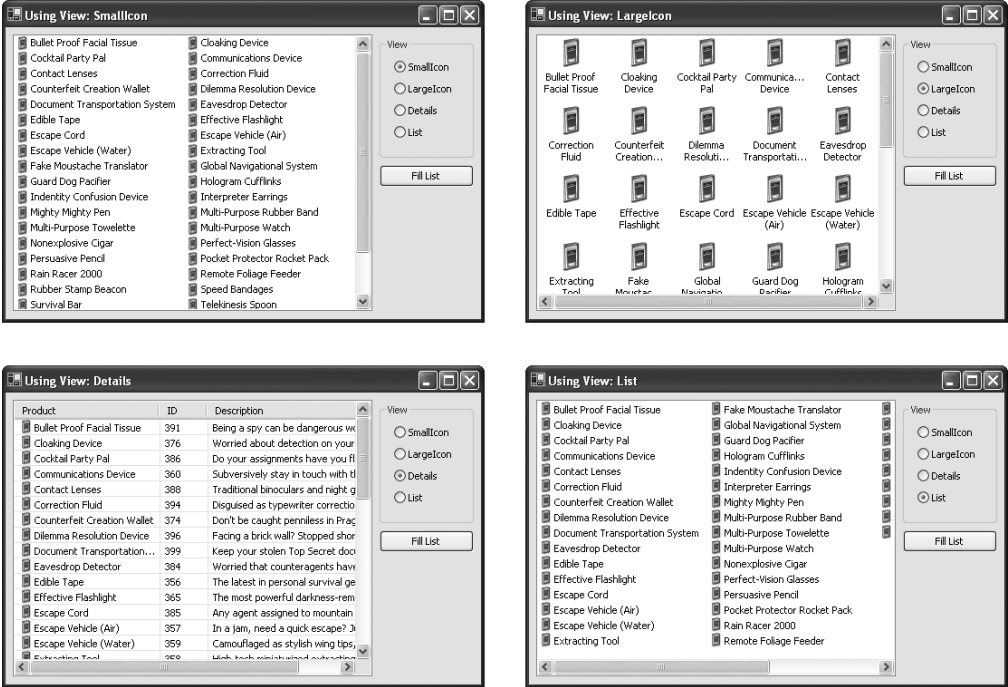 Using View: SmallIcon
Bullet Proof Facial Tissue Cloaking Device
Cocktail Party Pal Communications Device
Contact Lenses Correction Fluid
Counterfeit Creation Wallet Dilemma Resolution Device
Document Transportation System Eavesdrop Detector
Edible Tape Effective Flashlight
Escape Cord Escape Vehicle (Air)
Escape Vehicle (Water) Extracting Tool
Fake Moustache Translator Global Navigational System
Guard Dog Pacifier Hologram Cufflinks
Indentity Confusion Device Interpreter Earrings
Mighty Mighty Pen Multi-Purpose Rubber Band
Multi-Purpose Towelette Multi-Purpose Watch
Nonexplosive Cigar Perfect-Vision Glasses
Persuasive Pencil Pocket Protector Rocket Pack
Rain Racer 2000 Remote Foliage Feeder
Rubber Stamp Beacon Speed Bandages
Survival Bar Telekinesis Spoon
View
SmallIcon
LargeIcon
Details
List
Fill List
Using View: LargeIcon
Bullet Proof Cloaking Cocktail Party Communica... Contact
Facial Tissue Device Pal Device Lenses
Correction Counterfeit Dilemma Document Eavesdrop
Fluid Creation... Resoluti... Transportati... Detector
Edible Tape Effective Escape Cord Escape Vehicle Escape Vehicle
Flashlight (Air) (Water)
Extracting Fake Global Guard Dog Hologram
Tool Moustac... Navigatio... Pacifier Cufflinks
View
SmallIcon
LargeIcon
Details
List
Fill List
Using View: Details
Product ID Description
Bullet Proof Facial Tissue 391 Being a spy can be dangerous wo
Cloaking Device 376 Worried about detection on your
Cocktail Party Pal 386 Do your assignments have you fl
Communications Device 360 Subversively stay in touch with tl
Contact Lenses 388 Traditional binoculars and night g
Correction Fluid 394 Disguised as typewriter correctio
Counterfeit Creation Wallet 374 Don't be caught penniless in Prag
Dilemma Resolution Device 396 Facing a brick wall? Stopped shor
Document Transportation... 399 Keep your stolen Top Secret docu
Eavesdrop Detector 384 Worried that counteragents have
Edible Tape 356 The latest in personal survival ge
Effective Flashlight 365 The most powerful darkness-rem
Escape Cord 385 Any agent assigned to mountain
Escape Vehicle (Air) 357 In a jam, need a quick escape? Ju
Escape Vehicle (Water) 359 Camouflaged as stylish wing tips,
Extracting Tool 358 High-tech miniaturized extracting
View
SmallIcon
LargeIcon
Details
List
Fill List
Using View: List
Bullet Proof Facial Tissue Fake Moustache Translator
Cloaking Device Global Navigational System
Cocktail Party Pal Guard Dog Pacifier
Communications Device Hologram Cufflinks
Contact Lenses Indentity Confusion Device
Correction Fluid Interpreter Earrings
Counterfeit Creation Wallet Mighty Mighty Pen
Dilemma Resolution Device Multi-Purpose Rubber Band
Document Transportation System Multi-Purpose Towelette
Eavesdrop Detector Multi-Purpose Watch
Edible Tape Nonexplosive Cigar
Effective Flashlight Perfect-Vision Glasses
Escape Cord Persuasive Pencil
Escape Vehicle (Air) Pocket Protector Rocket Pack
Escape Vehicle (Water) Rain Racer 2000
Extracting Tool Remote Foliage Feeder
View
SmallIcon
LargeIcon
Details
List
Fill List